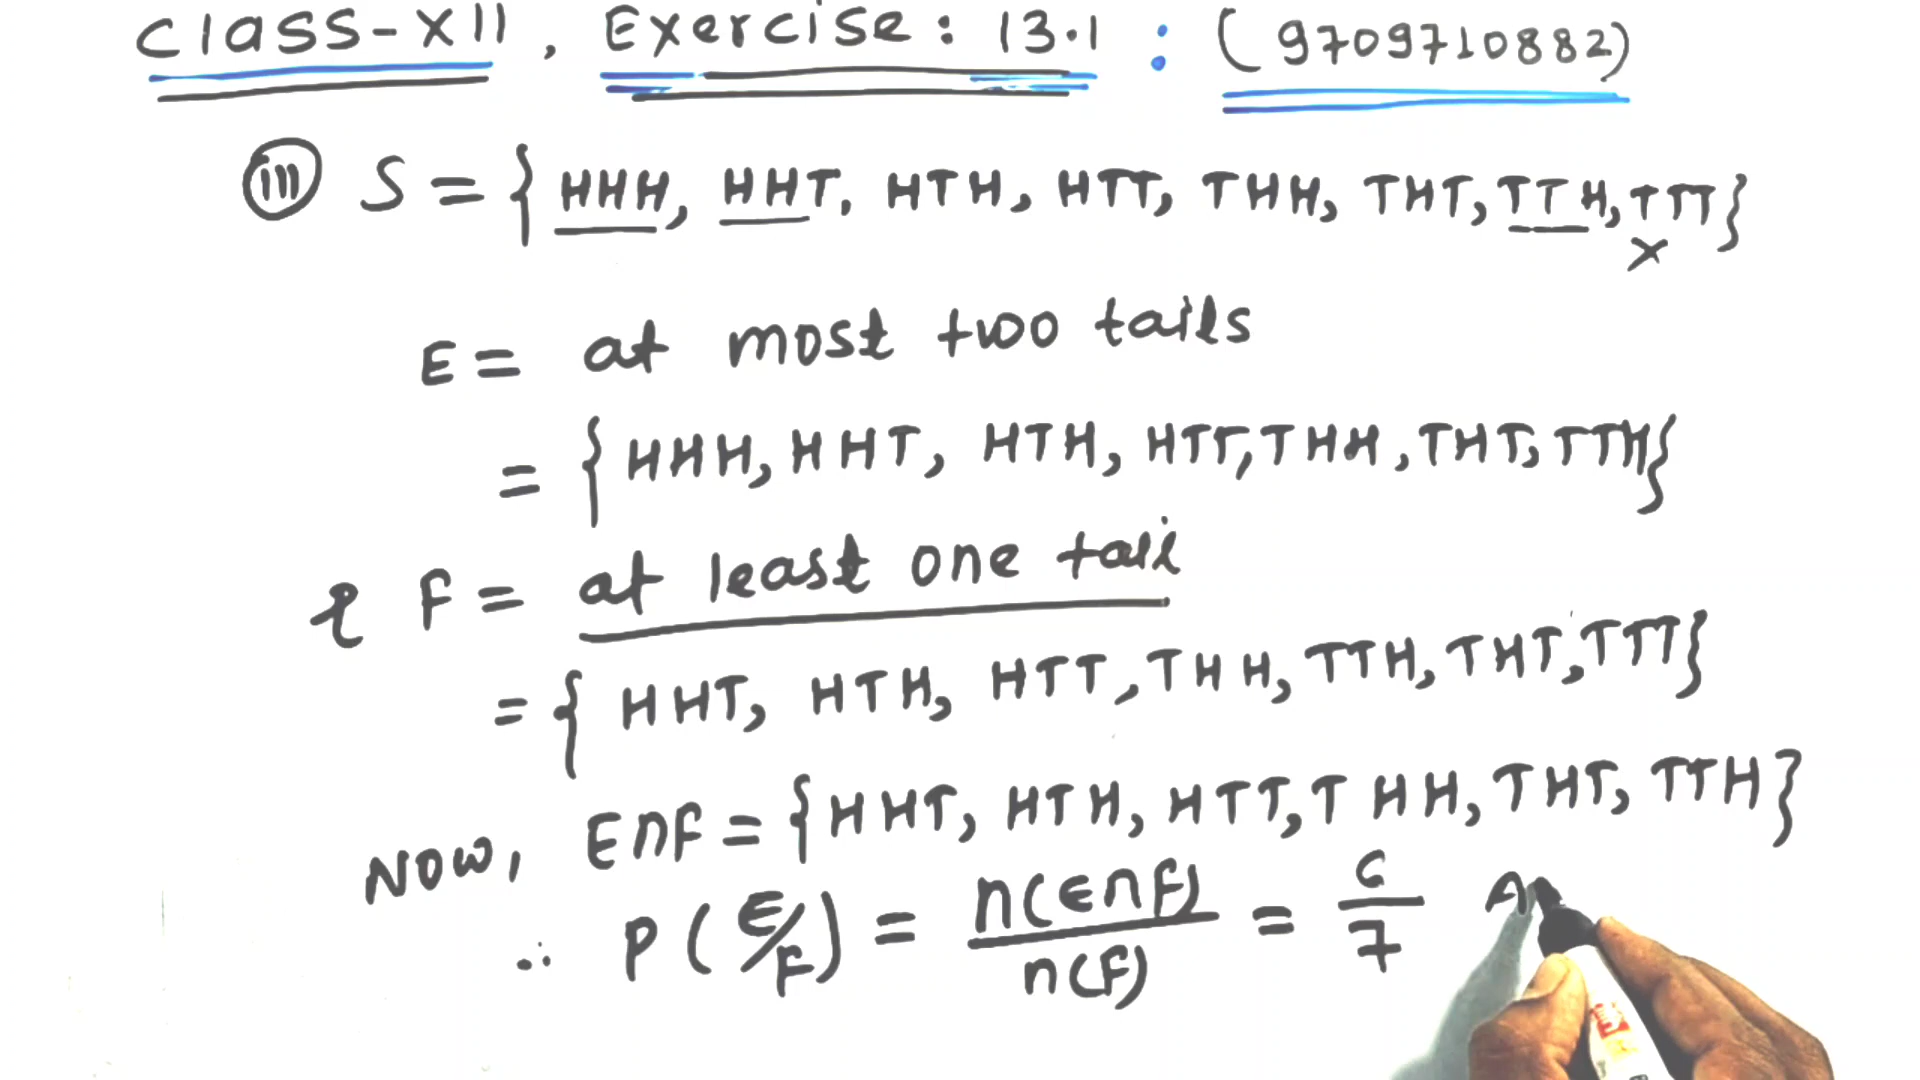 Class-XII, Exercise: 13.1 : (9709710882)
(iii) S = { HHH, HHT, HTH, HTT, THH, THT, TTH, TTT}
x
E = at most two tails
= { HHH, HHT, HTH, HTT, THH, THT, TTH}
& F = at least one tail
= { HHT, HTH, HTT, THH, TTH, THT, TTT}
NOW, E∩F = {HHT, HTH, HTT, THH, THT, TTH}
∴ P(E/F) = n(E∩F)/n(F) = 6/7 A